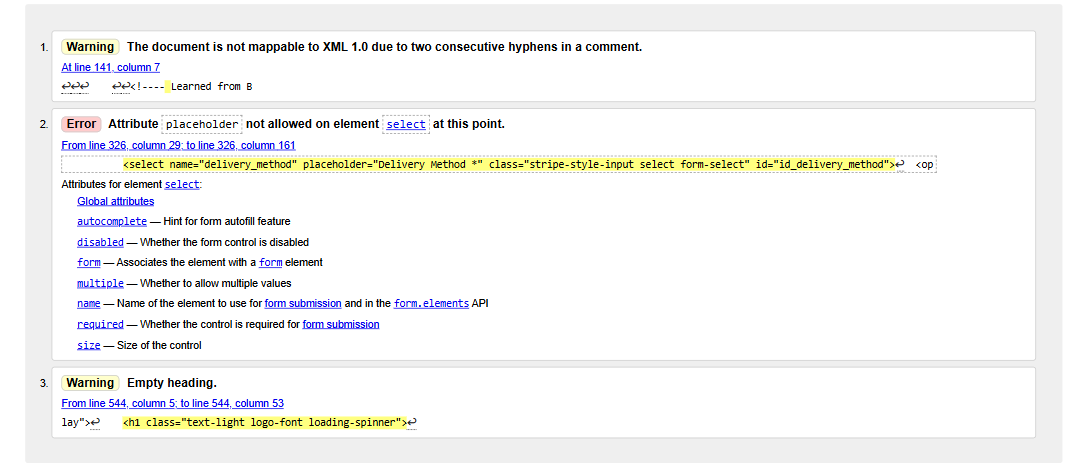 1. Warning The document is not mappable to XML 1.0 due to two consecutive hyphens in a comment.
At line 141, column 7
↩↩↩ ↩↩<!---- Learned from B
2. Error Attribute placeholder not allowed on element select at this point.
From line 326, column 29; to line 326, column 161
<select name="delivery_method" placeholder="Delivery Method *" class="stripe-style-input select form-select" id="id_delivery_method">↩ <op
Attributes for element select:
Global attributes
autocomplete — Hint for form autofill feature
disabled — Whether the form control is disabled
form — Associates the element with a form element
multiple — Whether to allow multiple values
name — Name of the element to use for form submission and in the form.elements API
required — Whether the control is required for form submission
size — Size of the control
3. Warning Empty heading.
From line 544, column 5; to line 544, column 53
lay">↩ <h1 class="text-light logo-font loading-spinner">↩